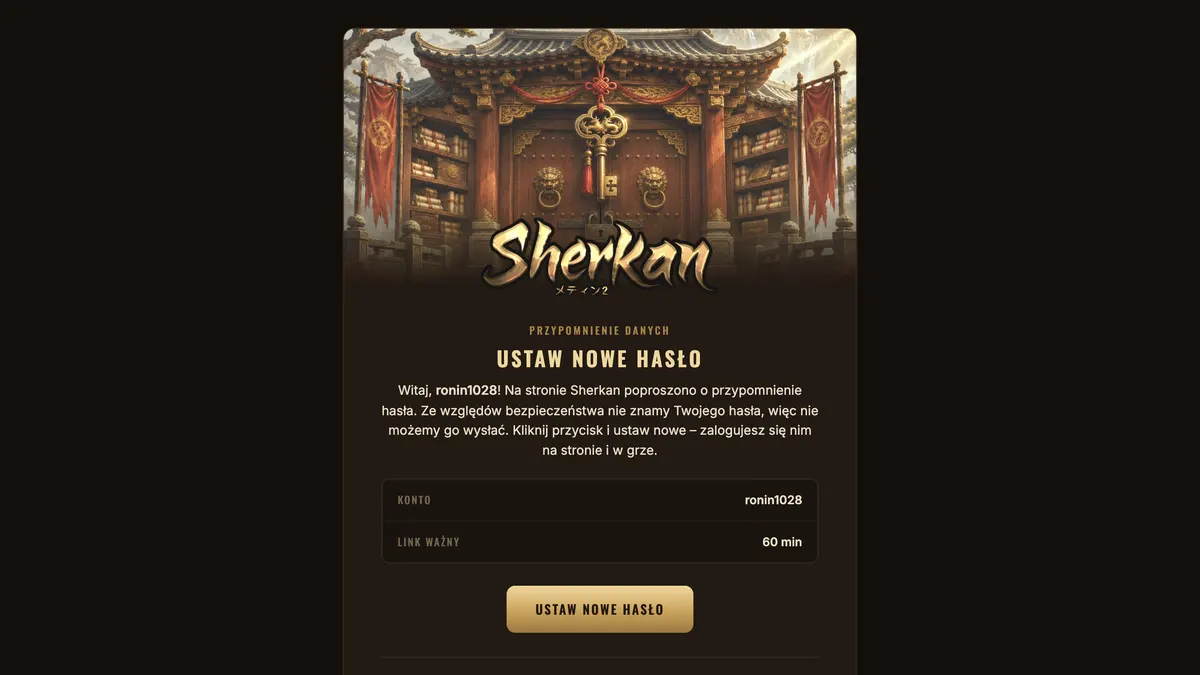 Sherkan
メティン2
PRZYPOMNIENIE DANYCH
USTAW NOWE HASŁO
Witaj, ronin1028! Na stronie Sherkan poproszono o przypomnienie
hasła. Ze względów bezpieczeństwa nie znamy Twojego hasła, więc nie
możemy go wysłać. Kliknij przycisk i ustaw nowe – zalogujesz się nim
na stronie i w grze.
KONTO ronin1028
LINK WAŻNY 60 min
USTAW NOWE HASŁO